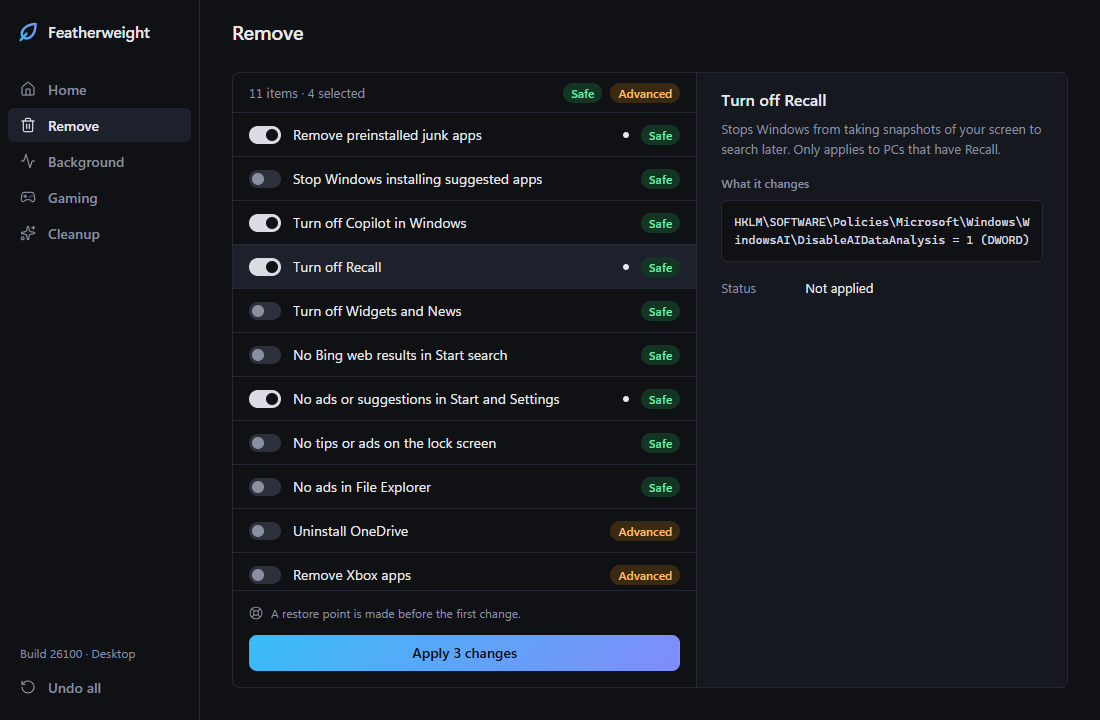 Featherweight
Home
Remove
Background
Gaming
Cleanup
Build 26100 · Desktop
Undo all
Remove
11 items · 4 selected
Safe
Advanced
Remove preinstalled junk apps
Safe
Stop Windows installing suggested apps
Safe
Turn off Copilot in Windows
Safe
Turn off Recall
Safe
Turn off Widgets and News
Safe
No Bing web results in Start search
Safe
No ads or suggestions in Start and Settings
Safe
No tips or ads on the lock screen
Safe
No ads in File Explorer
Safe
Uninstall OneDrive
Advanced
Remove Xbox apps
Advanced
A restore point is made before the first change.
Apply 3 changes
Turn off Recall
Stops Windows from taking snapshots of your screen to
search later. Only applies to PCs that have Recall.
What it changes
HKLM\SOFTWARE\Policies\Microsoft\Windows\W
indowsAI\DisableAIDataAnalysis = 1 (DWORD)
Status
Not applied